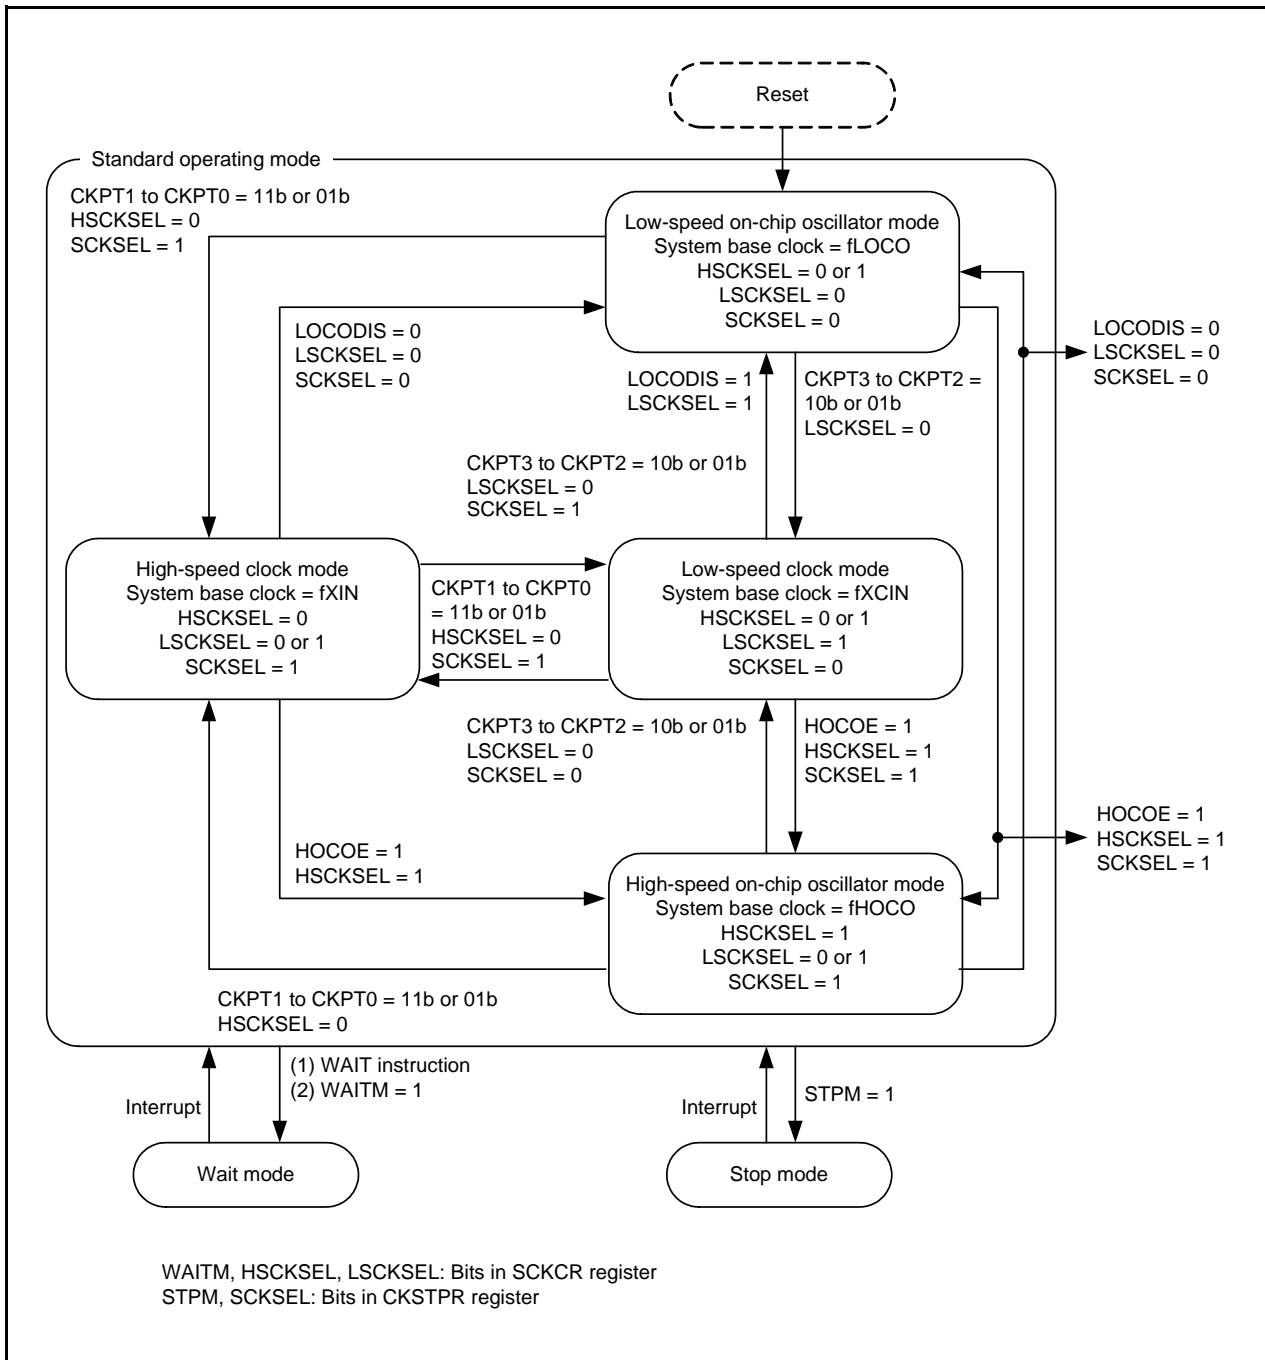 Reset
Standard operating mode
CKPT1 to CKPT0 = 11b or 01b
HSCKSEL = 0
SCKSEL = 1
Low-speed on-chip oscillator mode
System base clock = fLOCO
HSCKSEL = 0 or 1
LSCKSEL = 0
SCKSEL = 0
LOCODIS = 0
LSCKSEL = 0
SCKSEL = 0
LOCODIS = 0
LSCKSEL = 0
SCKSEL = 0
LOCODIS = 1
LSCKSEL = 1
CKPT3 to CKPT2 =
10b or 01b
LSCKSEL = 0
CKPT3 to CKPT2 = 10b or 01b
LSCKSEL = 0
SCKSEL = 1
High-speed clock mode
System base clock = fXIN
HSCKSEL = 0
LSCKSEL = 0 or 1
SCKSEL = 1
CKPT1 to CKPT0
= 11b or 01b
HSCKSEL = 0
SCKSEL = 1
Low-speed clock mode
System base clock = fXCIN
HSCKSEL = 0 or 1
LSCKSEL = 1
SCKSEL = 0
CKPT3 to CKPT2 = 10b or 01b
LSCKSEL = 0
SCKSEL = 0
HOCOE = 1
HSCKSEL = 1
SCKSEL = 1
HOCOE = 1
HSCKSEL = 1
SCKSEL = 1
HOCOE = 1
HSCKSEL = 1
High-speed on-chip oscillator mode
System base clock = fHOCO
HSCKSEL = 1
LSCKSEL = 0 or 1
SCKSEL = 1
CKPT1 to CKPT0 = 11b or 01b
HSCKSEL = 0
(1) WAIT instruction
(2) WAITM = 1
Interrupt
Interrupt
STPM = 1
Wait mode
Stop mode
WAITM, HSCKSEL, LSCKSEL: Bits in SCKCR register
STPM, SCKSEL: Bits in CKSTPR register